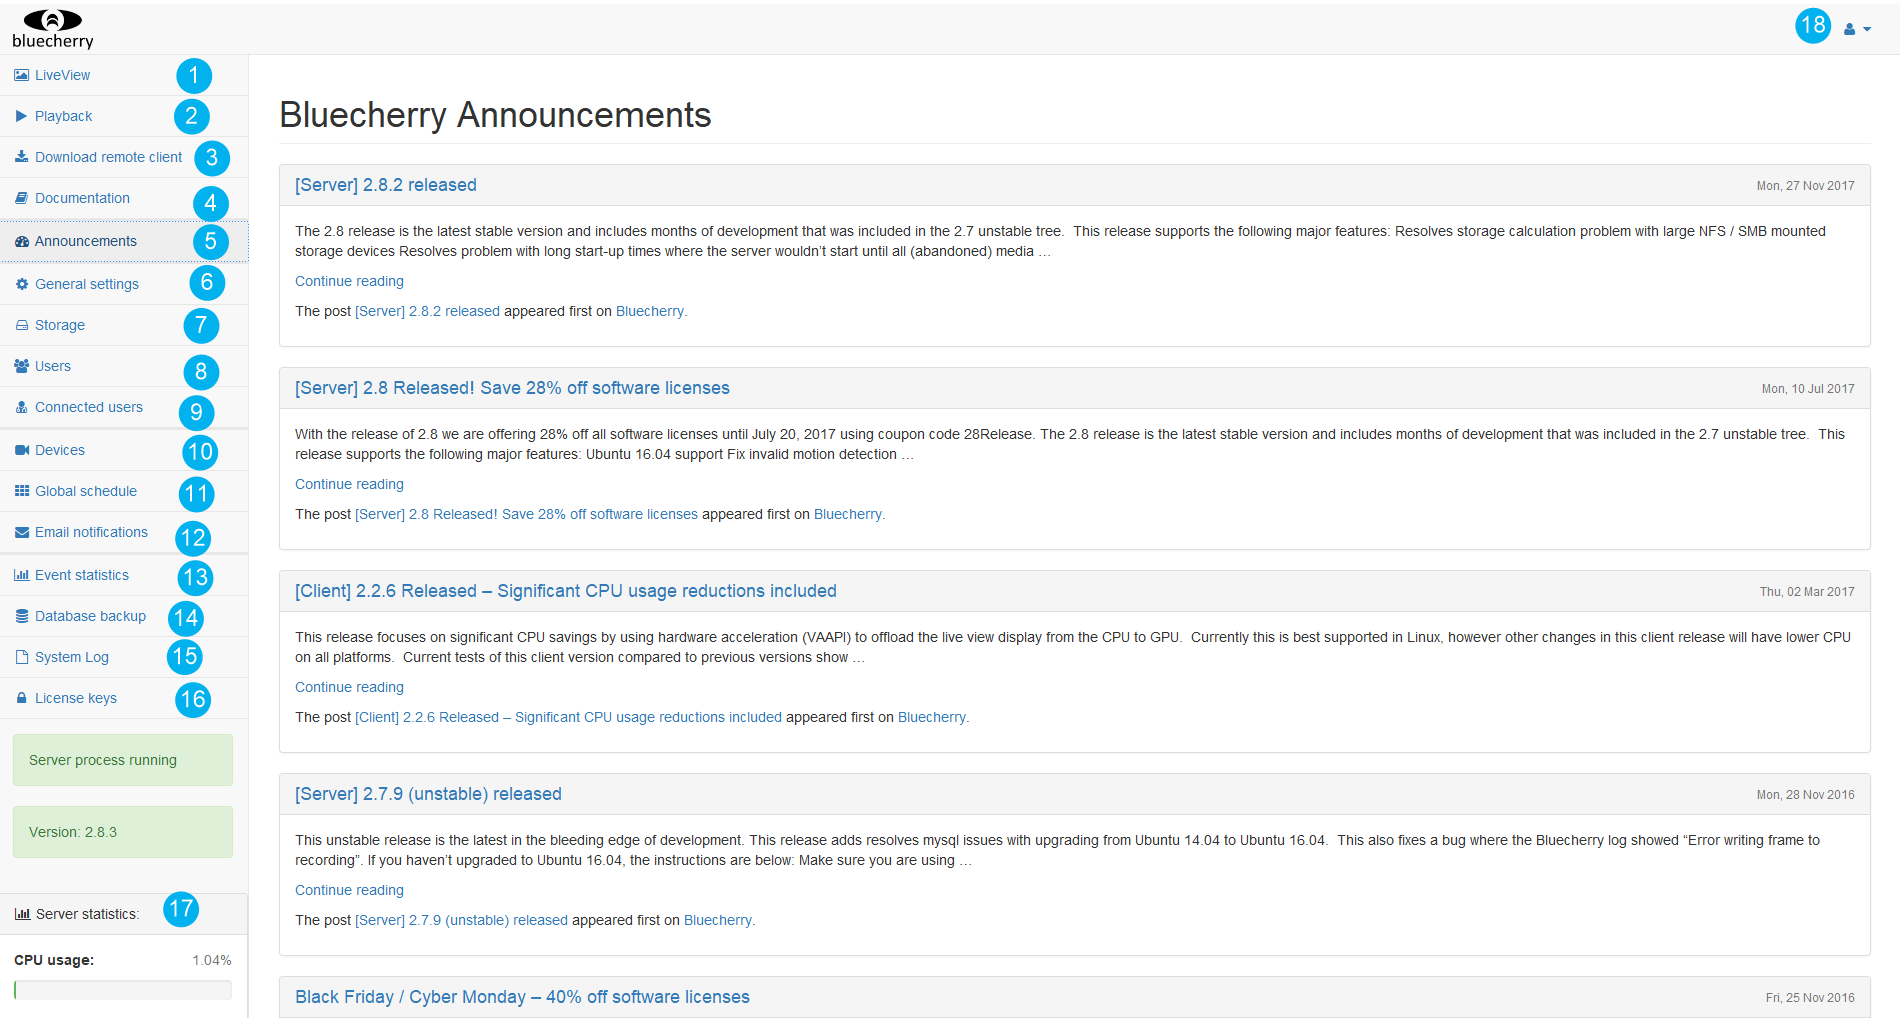 bluecherry
18
LiveView 1
Playback 2
Download remote client 3
Documentation 4
Announcements 5
General settings 6
Storage 7
Users 8
Connected users 9
Devices 10
Global schedule 11
Email notifications 12
Event statistics 13
Database backup 14
System Log 15
License keys 16
Server process running
Version: 2.8.3
Server statistics: 17
CPU usage: 1.04%
Bluecherry Announcements
[Server] 2.8.2 released Mon, 27 Nov 2017
The 2.8 release is the latest stable version and includes months of development that was included in the 2.7 unstable tree.  This release supports the following major features: Resolves storage calculation problem with large NFS / SMB mounted
storage devices Resolves problem with long start-up times where the server wouldn’t start until all (abandoned) media …
Continue reading
The post [Server] 2.8.2 released appeared first on Bluecherry.
[Server] 2.8 Released! Save 28% off software licenses Mon, 10 Jul 2017
With the release of 2.8 we are offering 28% off all software licenses until July 20, 2017 using coupon code 28Release. The 2.8 release is the latest stable version and includes months of development that was included in the 2.7 unstable tree.  This
release supports the following major features: Ubuntu 16.04 support Fix invalid motion detection …
Continue reading
The post [Server] 2.8 Released! Save 28% off software licenses appeared first on Bluecherry.
[Client] 2.2.6 Released – Significant CPU usage reductions included Thu, 02 Mar 2017
This release focuses on significant CPU savings by using hardware acceleration (VAAPI) to offload the live view display from the CPU to GPU.  Currently this is best supported in Linux, however other changes in this client release will have lower CPU
on all platforms.  Current tests of this client version compared to previous versions show …
Continue reading
The post [Client] 2.2.6 Released – Significant CPU usage reductions included appeared first on Bluecherry.
[Server] 2.7.9 (unstable) released Mon, 28 Nov 2016
This unstable release is the latest in the bleeding edge of development. This release adds resolves mysql issues with upgrading from Ubuntu 14.04 to Ubuntu 16.04.  This also fixes a bug where the Bluecherry log showed “Error writing frame to
recording”. If you haven’t upgraded to Ubuntu 16.04, the instructions are below: Make sure you are using …
Continue reading
The post [Server] 2.7.9 (unstable) released appeared first on Bluecherry.
Black Friday / Cyber Monday – 40% off software licenses Fri, 25 Nov 2016